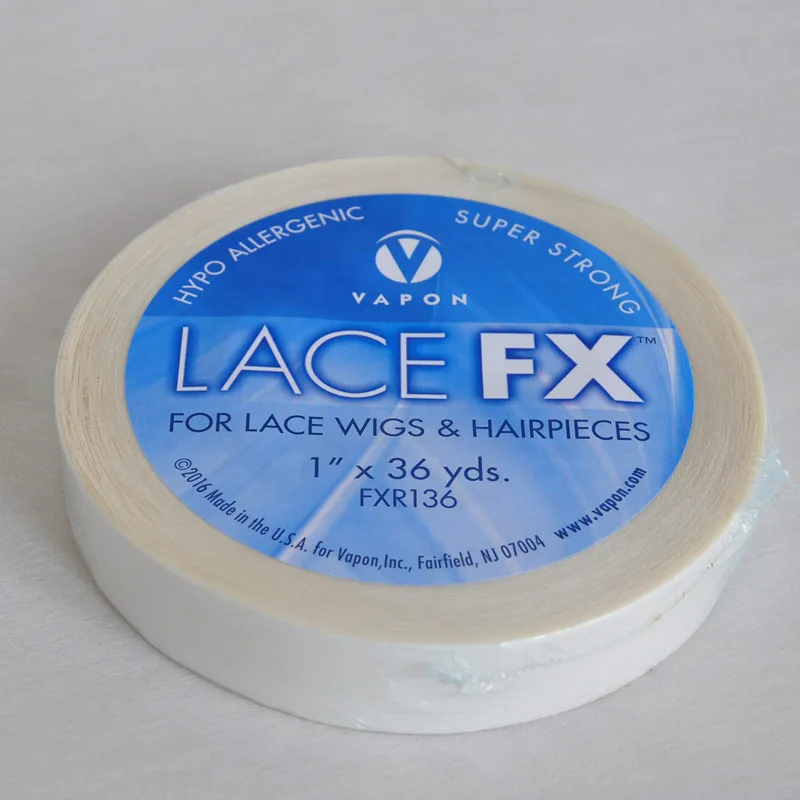 HYPO ALLERGENIC
SUPER STRONG
VAPON
LACE FX™
FOR LACE WIGS & HAIRPIECES
1" x 36 yds.
FXR136
©2016 Made in the U.S.A. for Vapon,Inc., Fairfield, NJ 07004 www.vapon.com